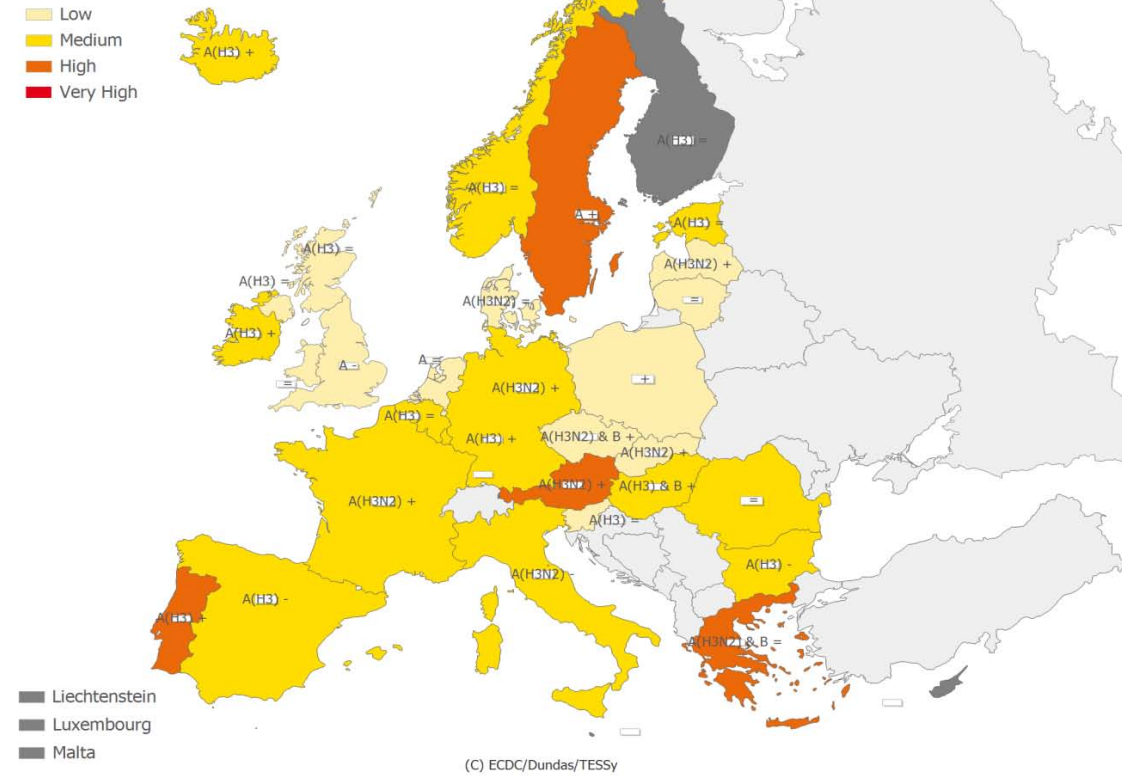 Low
Medium
High
Very High
A(H3) +
A(H3) =
A(H3) =
A +
A(H3) =
A(H3) =
A(H3N2) +
A(H3) =
A(H3N2) =
=
A(H3) +
A -
A =
=
+
A(H3N2) +
A(H3) =
A(H3) +
A(H3N2) & B +
A(H3N2) +
A(H3N2) +
A(H3) & B +
A(H3N2) +
=
A(H3) =
A(H3) -
A(H3N2) -
A(H3) -
A(H3) +
A(H3N2) & B =
Liechtenstein
Luxembourg
Malta
(C) ECDC/Dundas/TESSy